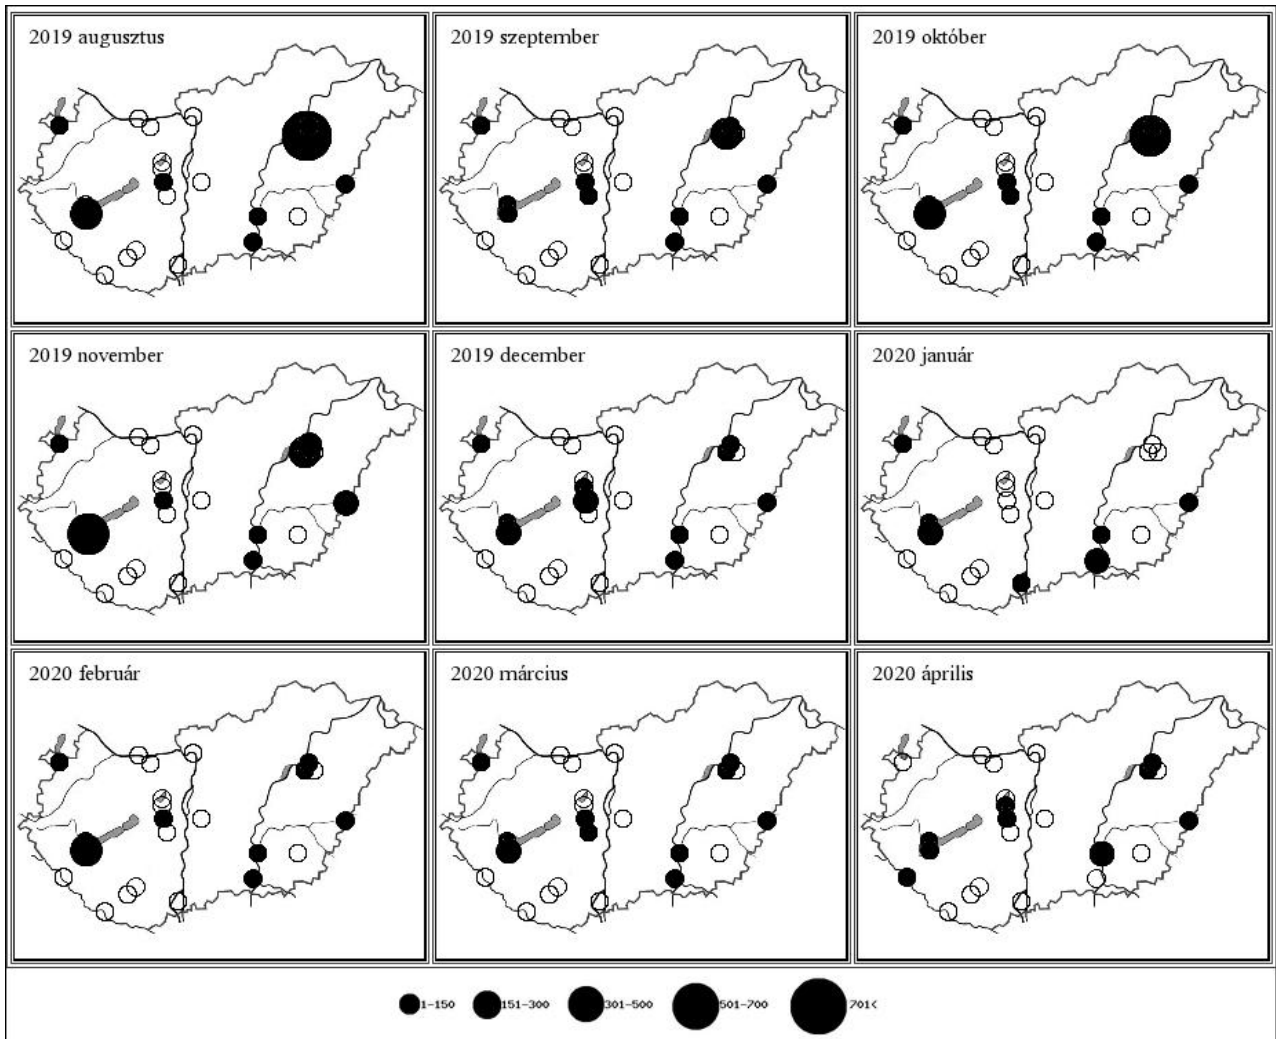 2019 augusztus
2019 szeptember
2019 október
2019 november
2019 december
2020 január
2020 február
2020 március
2020 április
1-150 151-300 301-500 501-700 701<